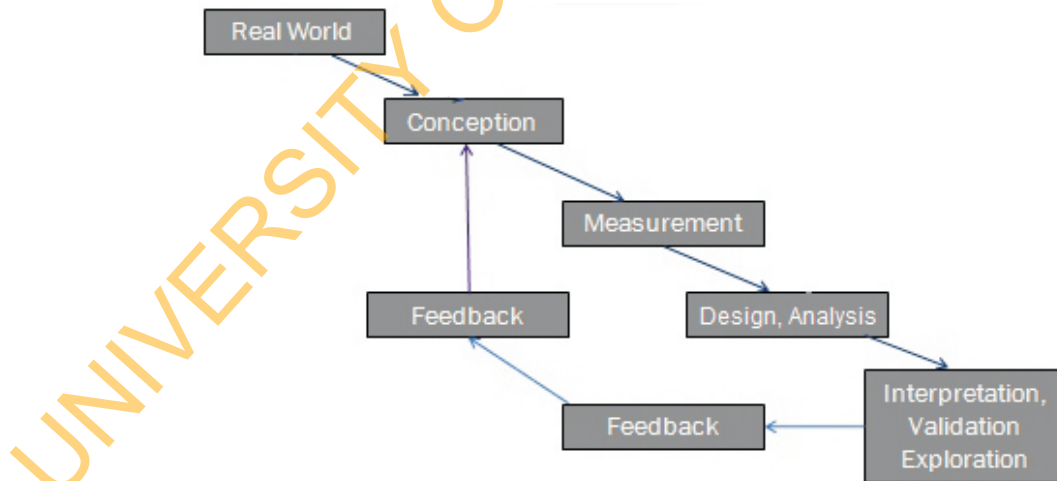 UNIVERSITY O
Real World
Conception
Measurement
Feedback
Design, Analysis
Interpretation,
Validation
Exploration
Feedback